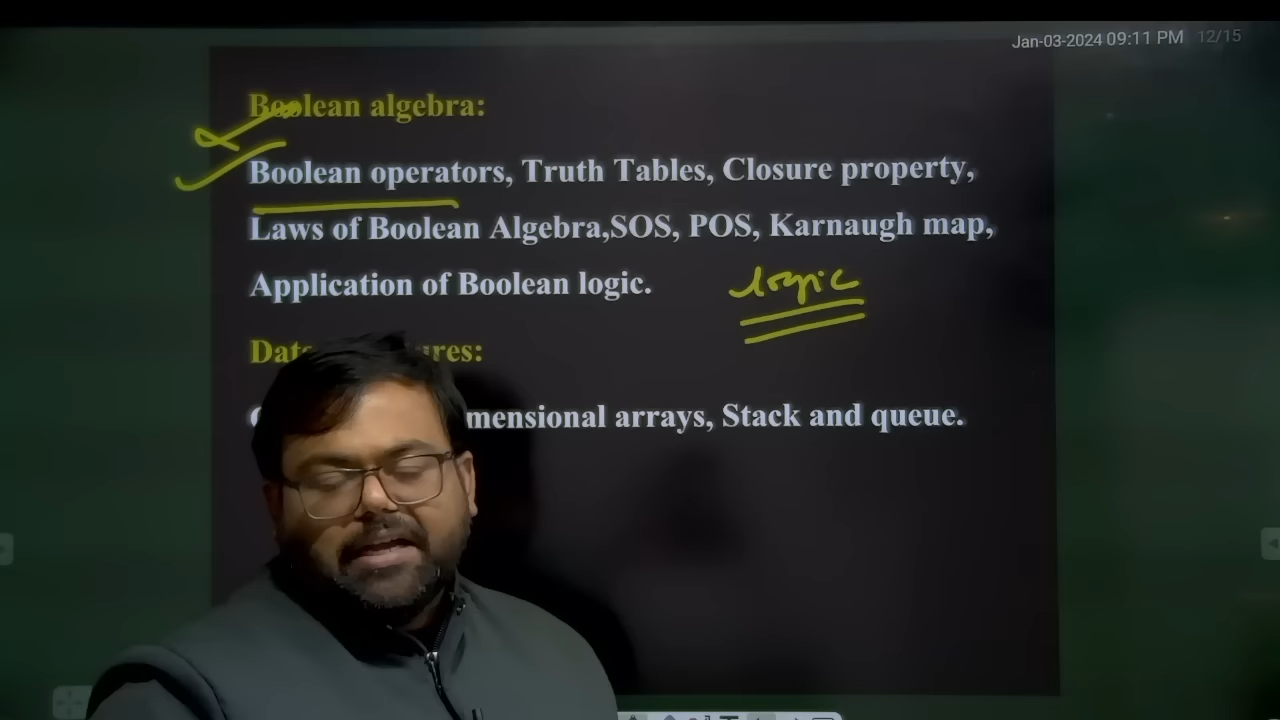 Jan-03-2024 09:11 PM 12/15
Boolean algebra:
Boolean operators, Truth Tables, Closure property,
Laws of Boolean Algebra,SOS, POS, Karnaugh map,
Application of Boolean logic.
logic
mensional arrays, Stack and queue.